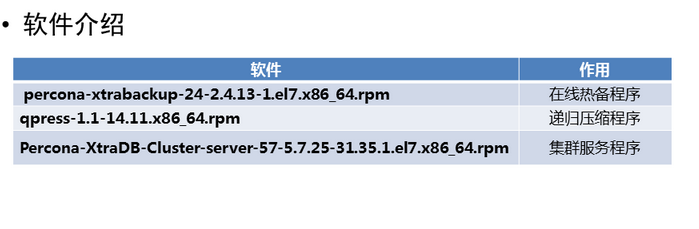 • 软件介绍
软件 作用
percona-xtrabackup-24-2.4.13-1.el7.x86_64.rpm 在线热备程序
qpress-1.1-14.11.x86_64.rpm 递归压缩程序
Percona-XtraDB-Cluster-server-57-5.7.25-31.35.1.el7.x86_64.rpm 集群服务程序